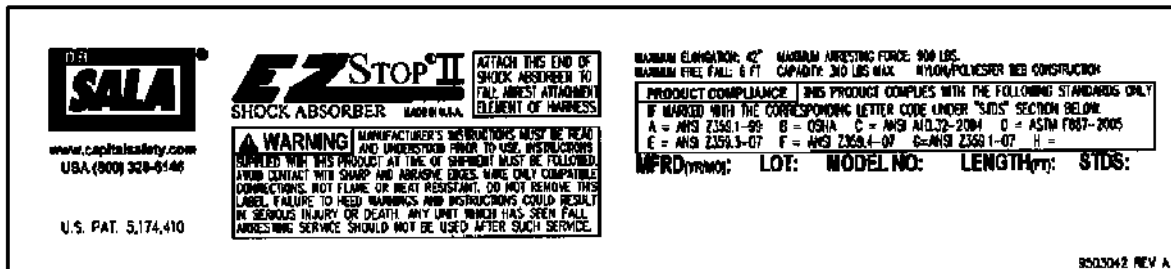 DBI
SALA®
www.capitalsafety.com
USA (800) 328-6146
U.S. PAT. 5,174,410
EZ STOP® II
SHOCK ABSORBER MADE IN U.S.A.
ATTACH THIS END OF
SHOCK ABSORBER TO
FALL ARREST ATTACHMENT
ELEMENT OF HARNESS.
WARNING
MANUFACTURER'S INSTRUCTIONS MUST BE READ
AND UNDERSTOOD PRIOR TO USE. INSTRUCTIONS
SUPPLIED WITH THIS PRODUCT AT TIME OF SHIPMENT MUST BE FOLLOWED.
AVOID CONTACT WITH SHARP AND ABRASIVE EDGES. MAKE ONLY COMPATIBLE
CONNECTIONS. NOT FLAME OR HEAT RESISTANT. DO NOT REMOVE THIS
LABEL. FAILURE TO HEED WARNINGS AND INSTRUCTIONS COULD RESULT
IN SERIOUS INJURY OR DEATH. ANY UNIT WHICH HAS SEEN FALL
ARRESTING SERVICE SHOULD NOT BE USED AFTER SUCH SERVICE.
MAXIMUM ELONGATION: 42" MAXIMUM ARRESTING FORCE: 900 LBS.
MAXIMUM FREE FALL: 6 FT CAPACITY: 310 LBS MAX NYLON/POLYESTER WEB CONSTRUCTION
PRODUCT COMPLIANCE THIS PRODUCT COMPLIES WITH THE FOLLOWING STANDARDS ONLY
IF MARKED WITH THE CORRESPONDING LETTER CODE UNDER "STDS" SECTION BELOW.
A = ANSI Z359.1-99 B = OSHA C = ANSI A10.32-2004 D = ASTM F887-2005
E = ANSI Z359.3-07 F = ANSI Z359.4-07 G=ANSI Z359.1-07 H =
MFRD(YR/MO): LOT: MODEL NO: LENGTH(FT): STDS:
9503042 REV A